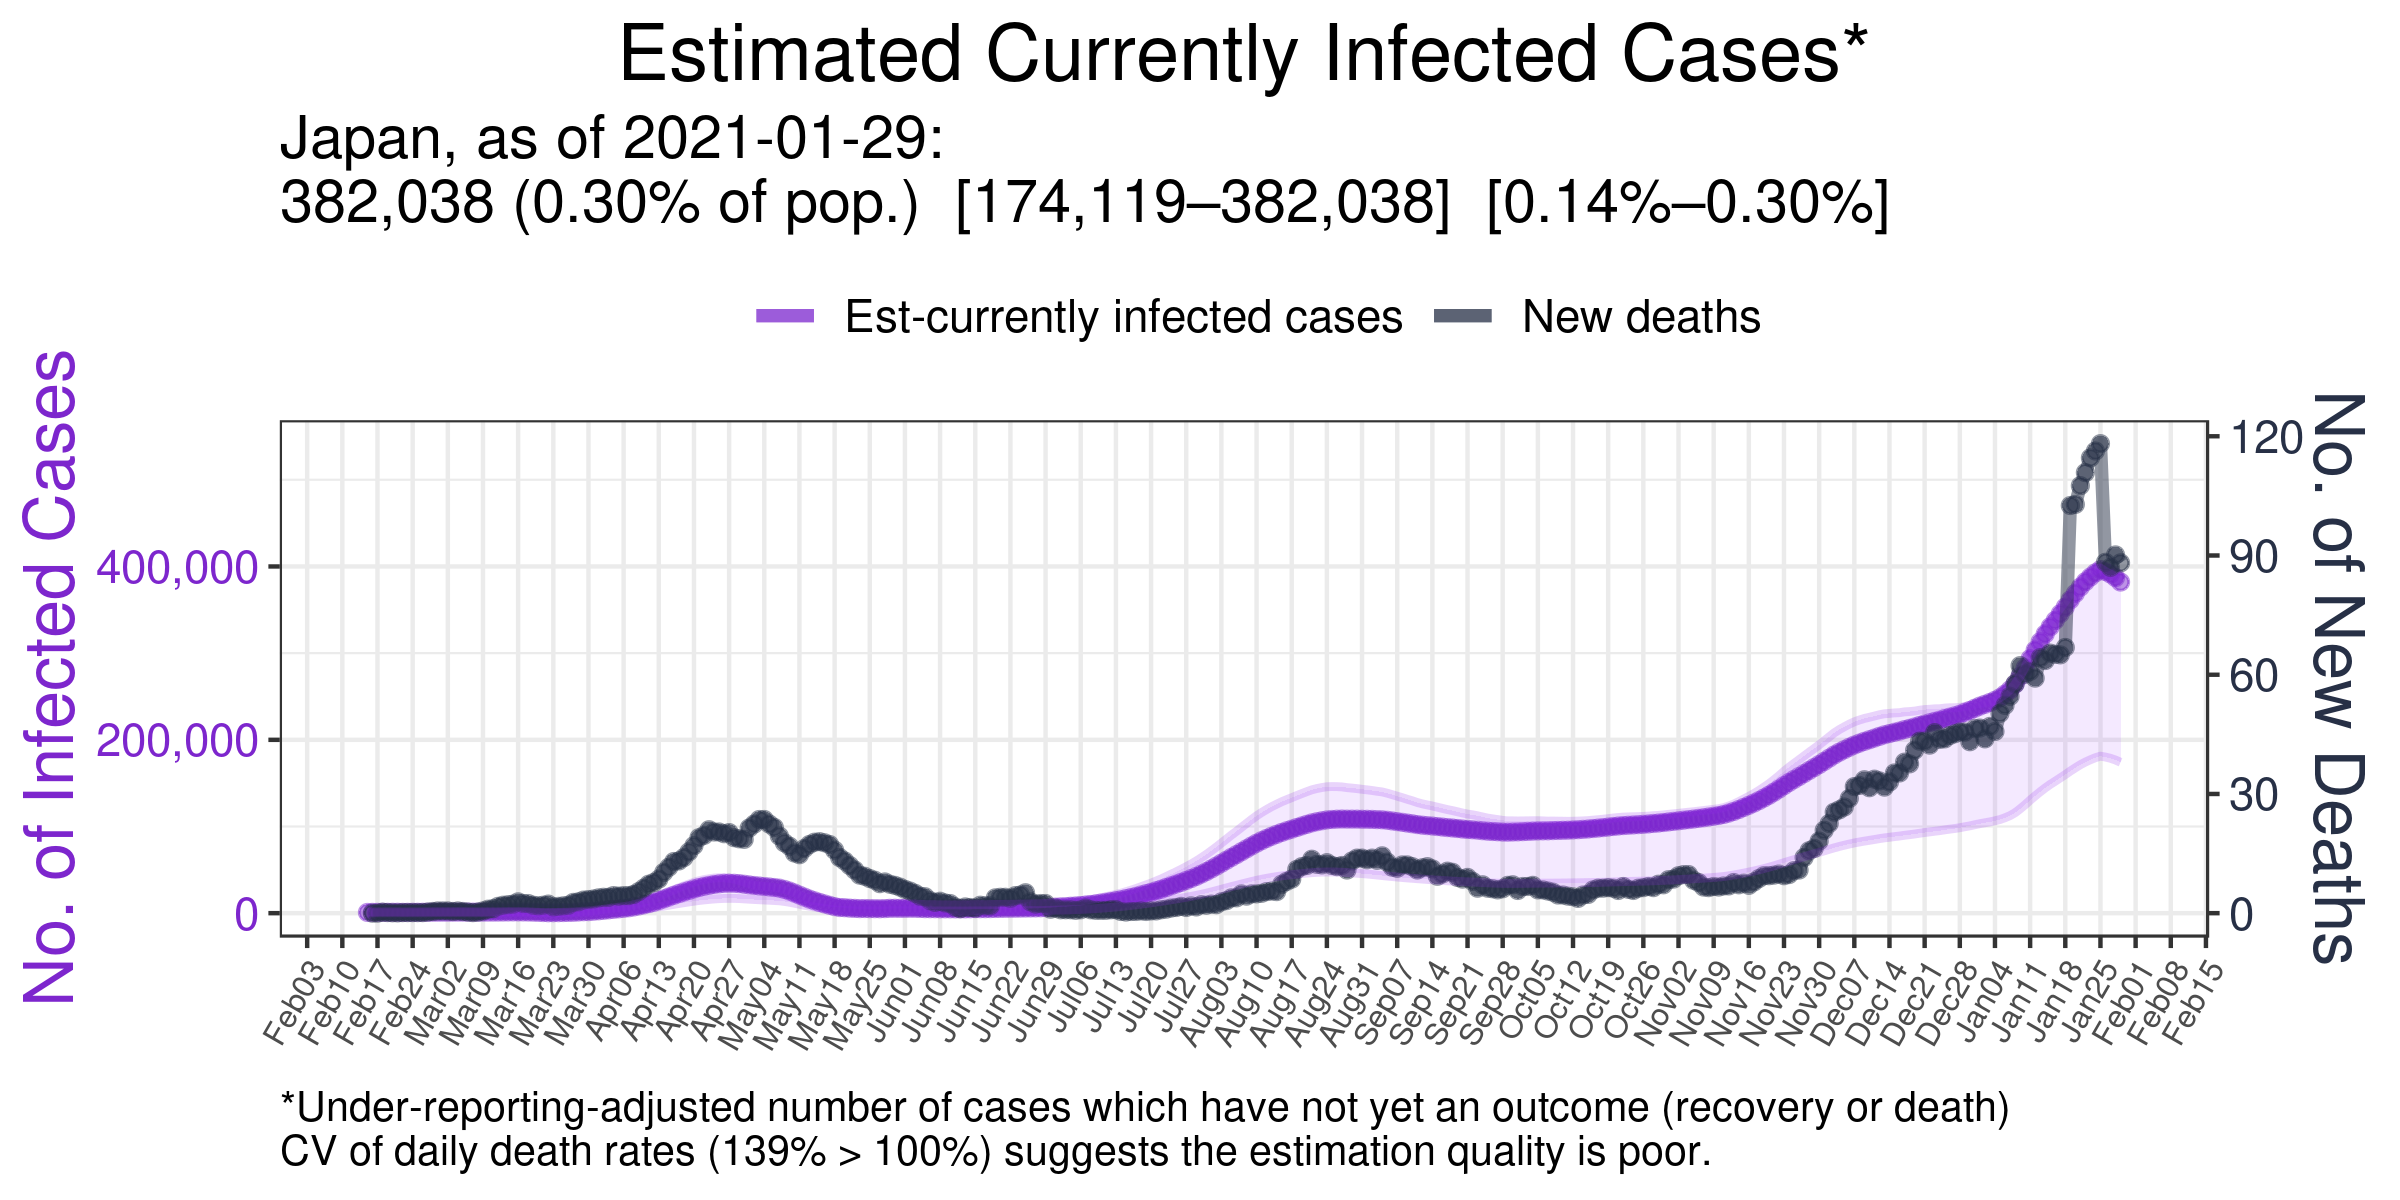 Estimated Currently Infected Cases*
Japan, as of 2021-01-29:
382,038 (0.30% of pop.) [174,119–382,038] [0.14%–0.30%]
Est-currently infected cases
New deaths
No. of Infected Cases
400,000
200,000
0
120
90
60
30
0
No. of New Deaths
Feb03
Feb10
Feb17
Feb24
Mar02
Mar09
Mar16
Mar23
Mar30
Apr06
Apr13
Apr20
Apr27
May04
May11
May18
May25
Jun01
Jun08
Jun15
Jun22
Jun29
Jul06
Jul13
Jul20
Jul27
Aug03
Aug10
Aug17
Aug24
Aug31
Sep07
Sep14
Sep21
Sep28
Oct05
Oct12
Oct19
Oct26
Nov02
Nov09
Nov16
Nov23
Nov30
Dec07
Dec14
Dec21
Dec28
Jan04
Jan11
Jan18
Jan25
Feb01
Feb08
Feb15
*Under-reporting-adjusted number of cases which have not yet an outcome (recovery or death)
CV of daily death rates (139% > 100%) suggests the estimation quality is poor.